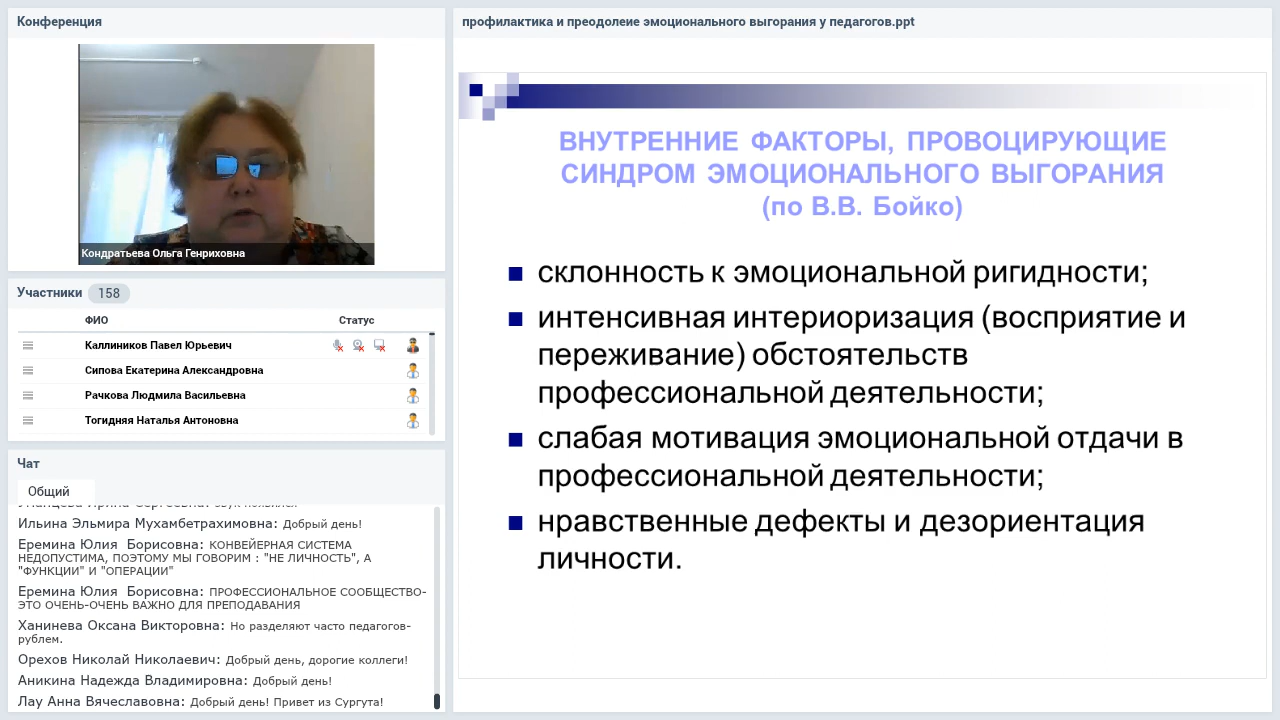 Конференция
Кондратьева Ольга Генриховна
Участники 158
ФИО Статус
Каллиников Павел Юрьевич
Сипова Екатерина Александровна
Рачкова Людмила Васильевна
Тогидняя Наталья Антоновна
Чат
Общий
Ильина Эльмира Мухамбетрахимовна: Добрый день!
Еремина Юлия Борисовна: КОНВЕЙЕРНАЯ СИСТЕМА
НЕДОПУСТИМА, ПОЭТОМУ МЫ ГОВОРИМ : "НЕ ЛИЧНОСТЬ", А
"ФУНКЦИИ" И "ОПЕРАЦИИ"
Еремина Юлия Борисовна: ПРОФЕССИОНАЛЬНОЕ СООБЩЕСТВО-
ЭТО ОЧЕНЬ-ОЧЕНЬ ВАЖНО ДЛЯ ПРЕПОДАВАНИЯ
Ханинева Оксана Викторовна: Но разделяют часто педагогов-
рублем.
Орехов Николай Николаевич: Добрый день, дорогие коллеги!
Аникина Надежда Владимировна: Добрый день!
Лау Анна Вячеславовна: Добрый день! Привет из Сургута!
профилактика и преодолеие эмоционального выгорания у педагогов.ppt
ВНУТРЕННИЕ ФАКТОРЫ, ПРОВОЦИРУЮЩИЕ
СИНДРОМ ЭМОЦИОНАЛЬНОГО ВЫГОРАНИЯ
(по В.В. Бойко)
склонность к эмоциональной ригидности;
интенсивная интериоризация (восприятие и
переживание) обстоятельств
профессиональной деятельности;
слабая мотивация эмоциональной отдачи в
профессиональной деятельности;
нравственные дефекты и дезориентация
личности.